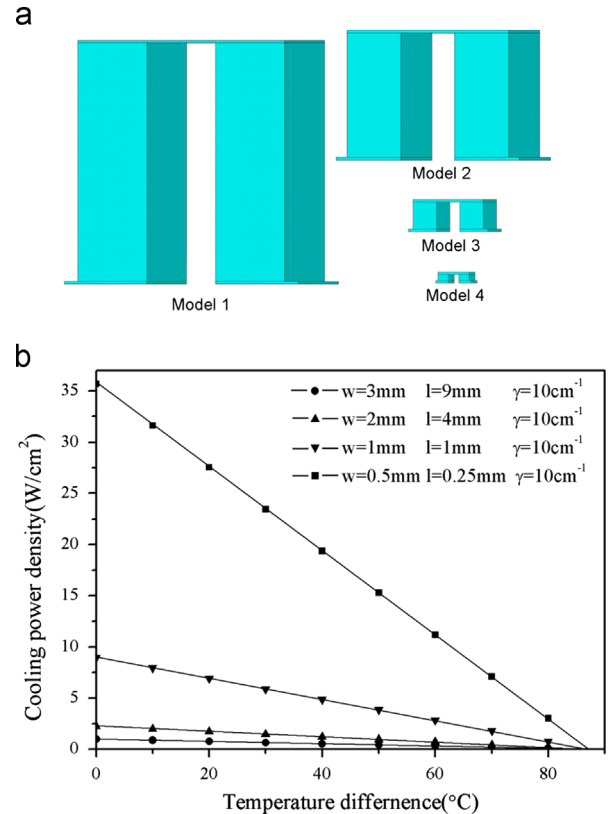 a
Model 1
Model 2
Model 3
Model 4
b
Cooling power density(W/cm²)
35
30
25
20
15
10
5
0
w=3mm l=9mm γ=10cm⁻¹
w=2mm l=4mm γ=10cm⁻¹
w=1mm l=1mm γ=10cm⁻¹
w=0.5mm l=0.25mm γ=10cm⁻¹
0 20 40 60 80
Temperature differnence(°C)